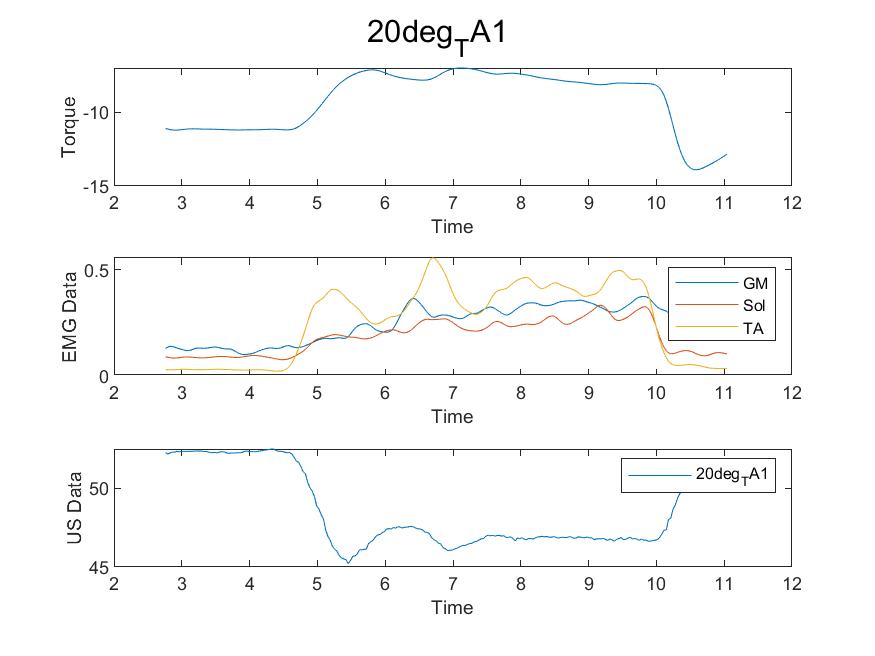 20deg_TA1
Torque
-10
-15
2 3 4 5 6 7 8 9 10 11 12
Time
EMG Data
0.5
0
GM
Sol
TA
2 3 4 5 6 7 8 9 10 11 12
Time
US Data
50
45
20deg_TA1
2 3 4 5 6 7 8 9 10 11 12
Time